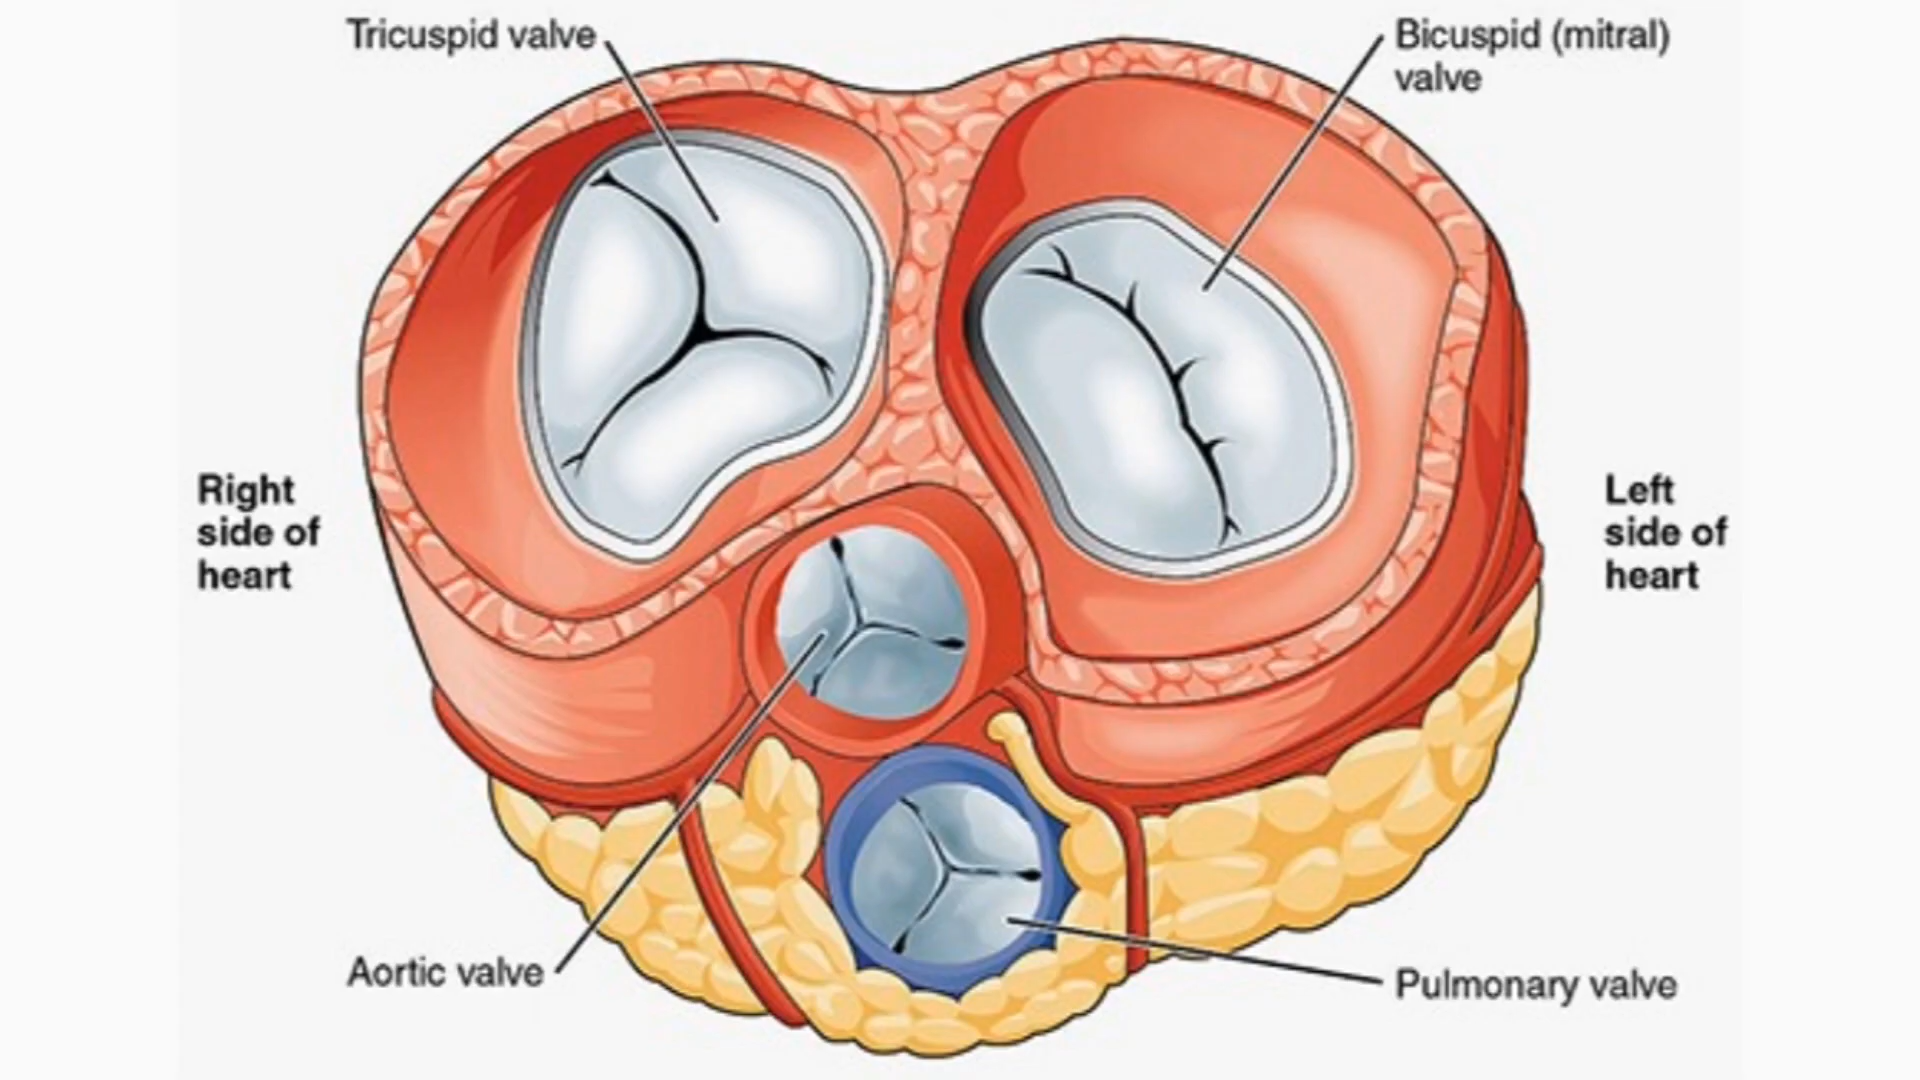 Tricuspid valve
Bicuspid (mitral)
valve
Right
side of
heart
Left
side of
heart
Aortic valve
Pulmonary valve